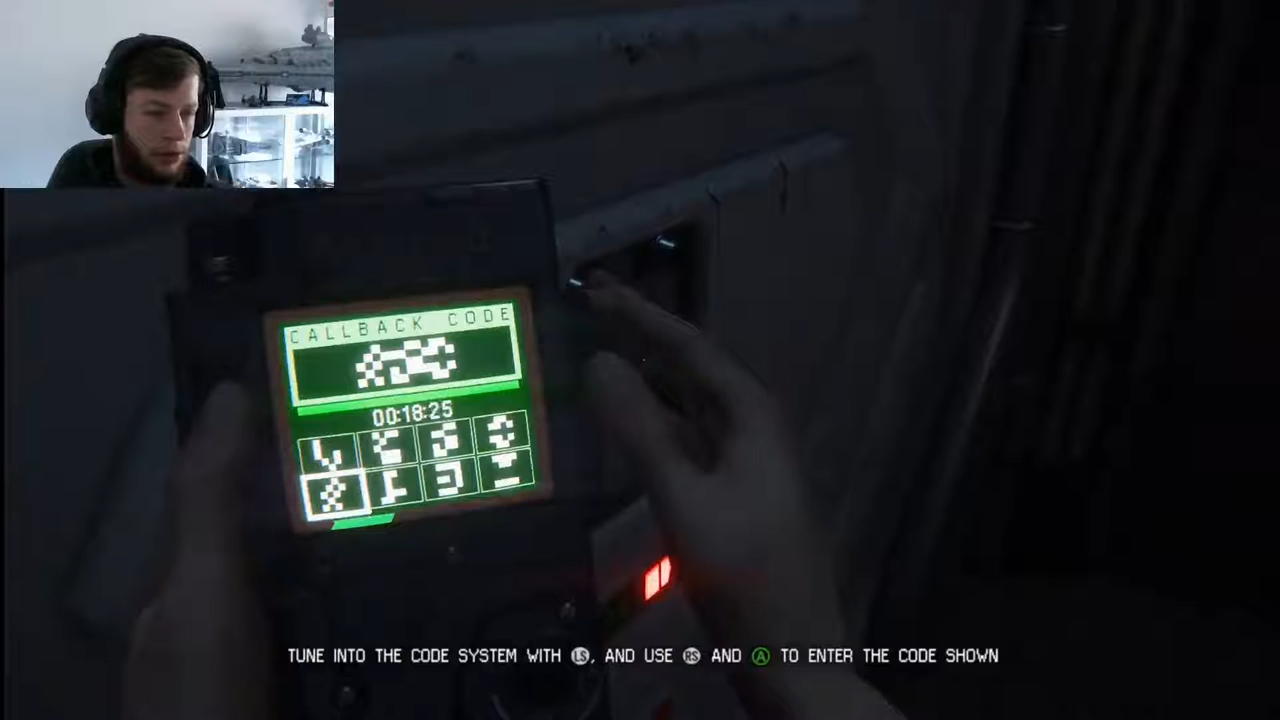 CALLBACK CODE
00:18:25
TUNE INTO THE CODE SYSTEM WITH LS, AND USE RS AND A TO ENTER THE CODE SHOWN